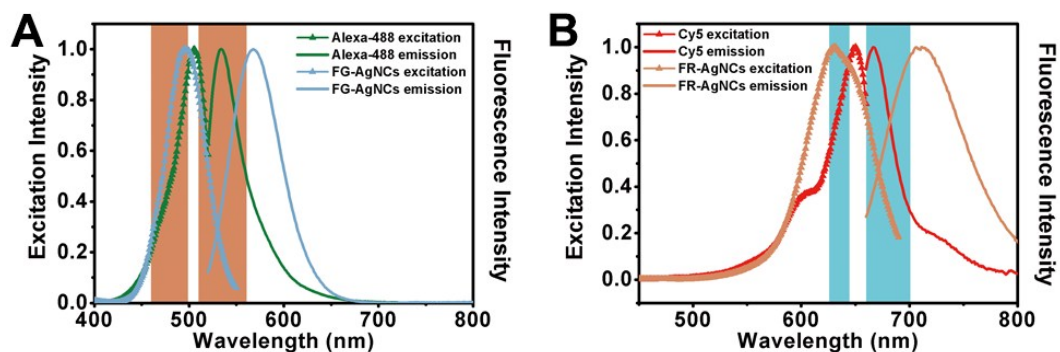 A
Alexa-488 excitation
Alexa-488 emission
FG-AgNCs excitation
FG-AgNCs emission
Excitation Intensity
Fluorescence Intensity
1.0
0.8
0.6
0.4
0.2
0.0
400 500 600 700 800
Wavelength (nm)
B
Cy5 excitation
Cy5 emission
FR-AgNCs excitation
FR-AgNCs emission
Excitation Intensity
Fluorescence Intensity
1.0
0.8
0.6
0.4
0.2
0.0
500 600 700 800
Wavelength (nm)